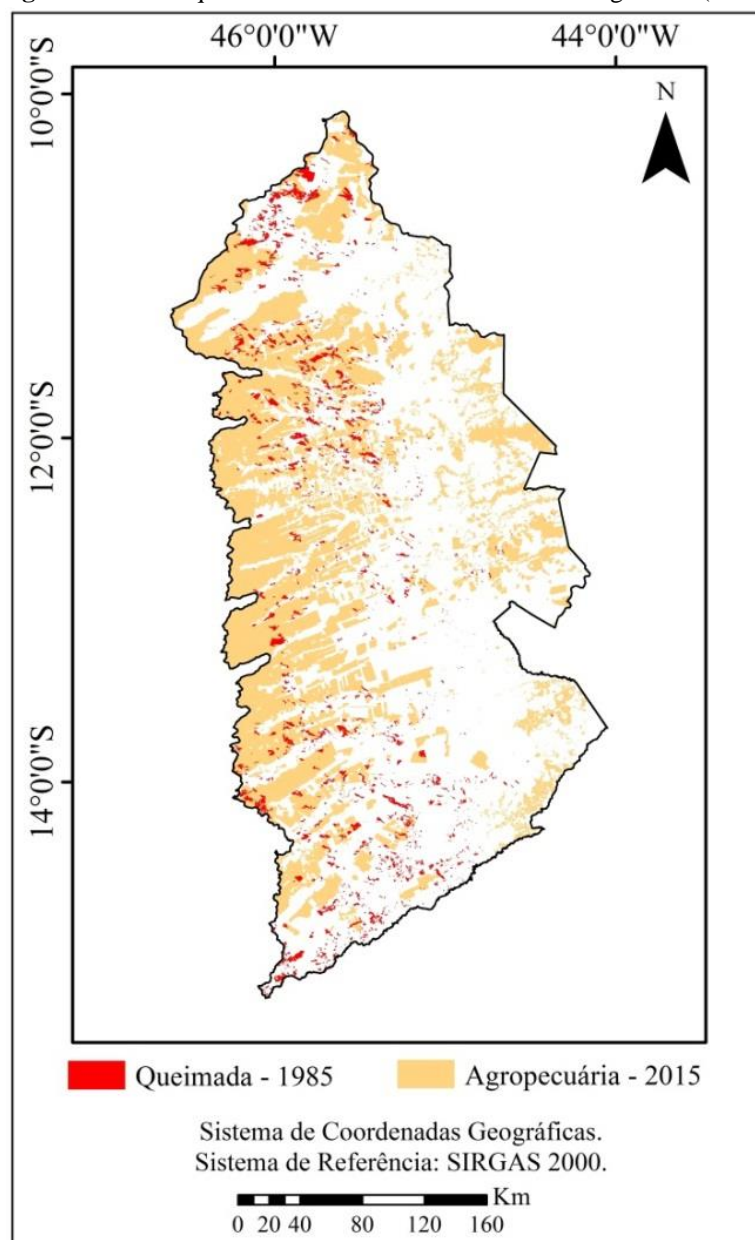 46°0'0"W 44°0'0"W
10°0'0"S
N
12°0'0"S
14°0'0"S
Queimada - 1985 Agropecuária - 2015
Sistema de Coordenadas Geográficas.
Sistema de Referência: SIRGAS 2000.
Km
0 20 40 80 120 160